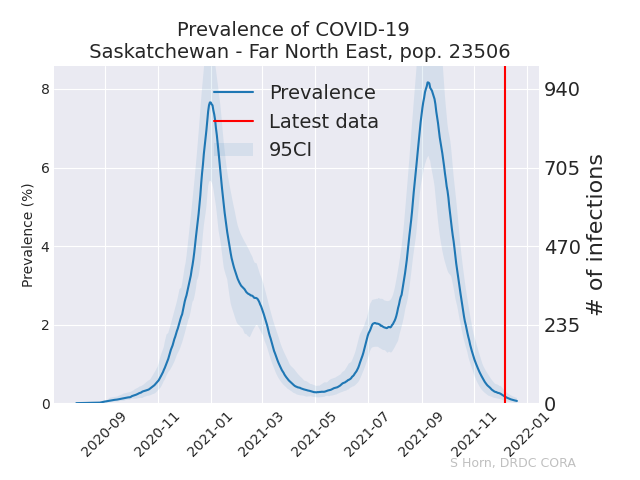 Prevalence of COVID-19
Saskatchewan - Far North East, pop. 23506
Prevalence
Latest data
95CI
Prevalence (%)
8
6
4
2
0
940
705
470
235
0
# of infections
2020-09
2020-11
2021-01
2021-03
2021-05
2021-07
2021-09
2021-11
2022-01
S Horn, DRDC CORA